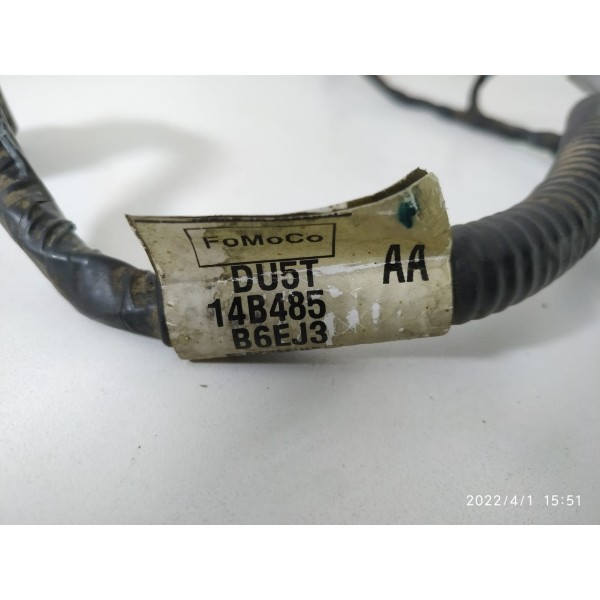 FoMoCo
DU5T AA
14B485
B6EJ3
2022/4/1 15:51